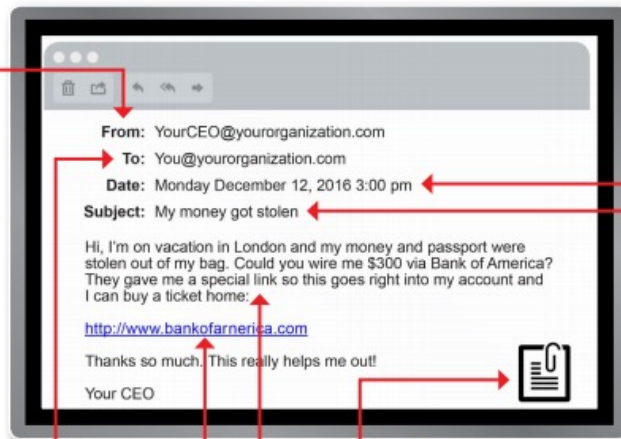 From: YourCEO@yourorganization.com
To: You@yourorganization.com
Date: Monday December 12, 2016 3:00 pm
Subject: My money got stolen
Hi, I'm on vacation in London and my money and passport were
stolen out of my bag. Could you wire me $300 via Bank of America?
They gave me a special link so this goes right into my account and
I can buy a ticket home:
http://www.bankofarnerica.com
Thanks so much. This really helps me out!
Your CEO